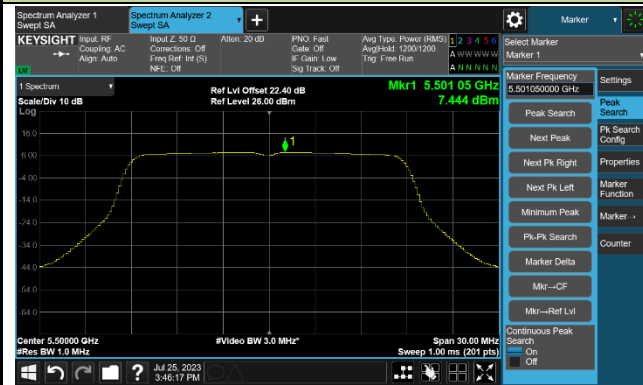 Spectrum Analyzer 1
Swept SA
Spectrum Analyzer 2
Swept SA
Marker
KEYSIGHT
Input: RF
Coupling: AC
Align: Auto
Input Z: 50 Ω
Corrections: Off
Freq Ref: Int (S)
NFE: Off
Atten: 20 dB
PNO: Fast
Gate: Off
IF Gain: Low
Sig Track: Off
Avg Type: Power (RMS)
Avg|Hold: 1200/1200
Trig: Free Run
1 2 3 4 5 6
A W W W W W
A N N N N N
LXI
Select Marker
Marker 1
1 Spectrum
Scale/Div 10 dB
Log
Ref Lvl Offset 22.40 dB
Ref Level 26.00 dBm
Mkr1 5.501 05 GHz
7.444 dBm
16.0
6.00
-4.00
-14.0
-24.0
-34.0
-44.0
-54.0
-64.0
1
Center 5.50000 GHz
#Res BW 1.0 MHz
#Video BW 3.0 MHz*
Span 30.00 MHz
Sweep 1.00 ms (201 pts)
Marker Frequency
5.501050000 GHz
Peak Search
Next Peak
Next Pk Right
Next Pk Left
Minimum Peak
Pk-Pk Search
Marker Delta
Mkr→CF
Mkr→Ref Lvl
Continuous Peak
Search
On
Off
Settings
Peak
Search
Pk Search
Config
Properties
Marker
Function
Marker→
Counter
?
Jul 25, 2023
3:46:17 PM